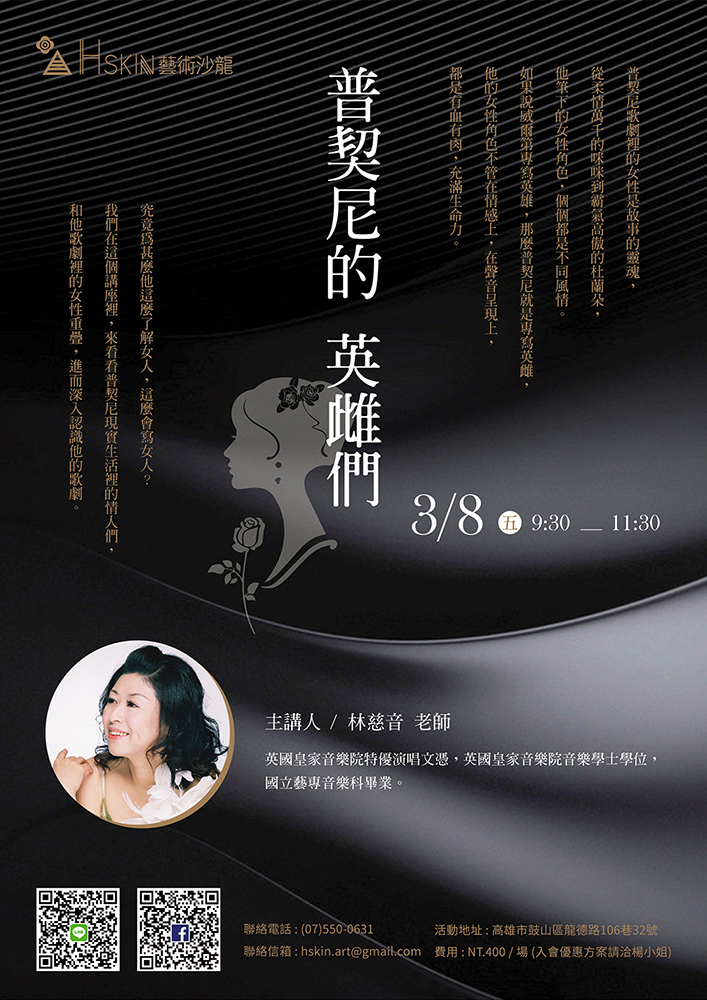 HSKIN藝術沙龍
普契尼的 英雌們
普契尼歌劇裡的女性是故事的靈魂，
從柔情萬千的咪咪到霸氣高傲的杜蘭朵，
他筆下的女性角色，個個都是不同風情。
如果說威爾第專寫英雄，那麼普契尼就是專寫英雌，
他的女性角色不管在情感上，在聲音呈現上，
都是有血有肉，充滿生命力。
究竟為甚麼他這麼了解女人，這麼會寫女人？
我們在這個講座裡，來看看普契尼現實生活裡的情人們，
和他歌劇裡的女性重疊，進而深入認識他的歌劇。
3/8 五 9:30 — 11:30
主講人 / 林慈音 老師
英國皇家音樂院特優演唱文憑，英國皇家音樂院音樂學士學位，
國立藝專音樂科畢業。
聯絡電話 : (07)550-0631
聯絡信箱 : hskin.art@gmail.com
活動地址 : 高雄市鼓山區龍德路106巷32號
費用 : NT.400 / 場 (入會優惠方案請洽楊小姐)
LINE
f